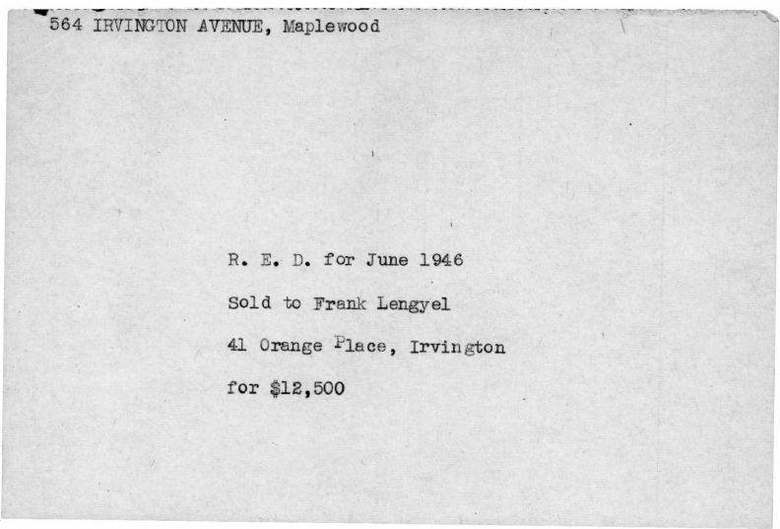 564 IRVINGTON AVENUE, Maplewood
R. E. D. for June 1946
Sold to Frank Lengyel
41 Orange Place, Irvington
for $12,500